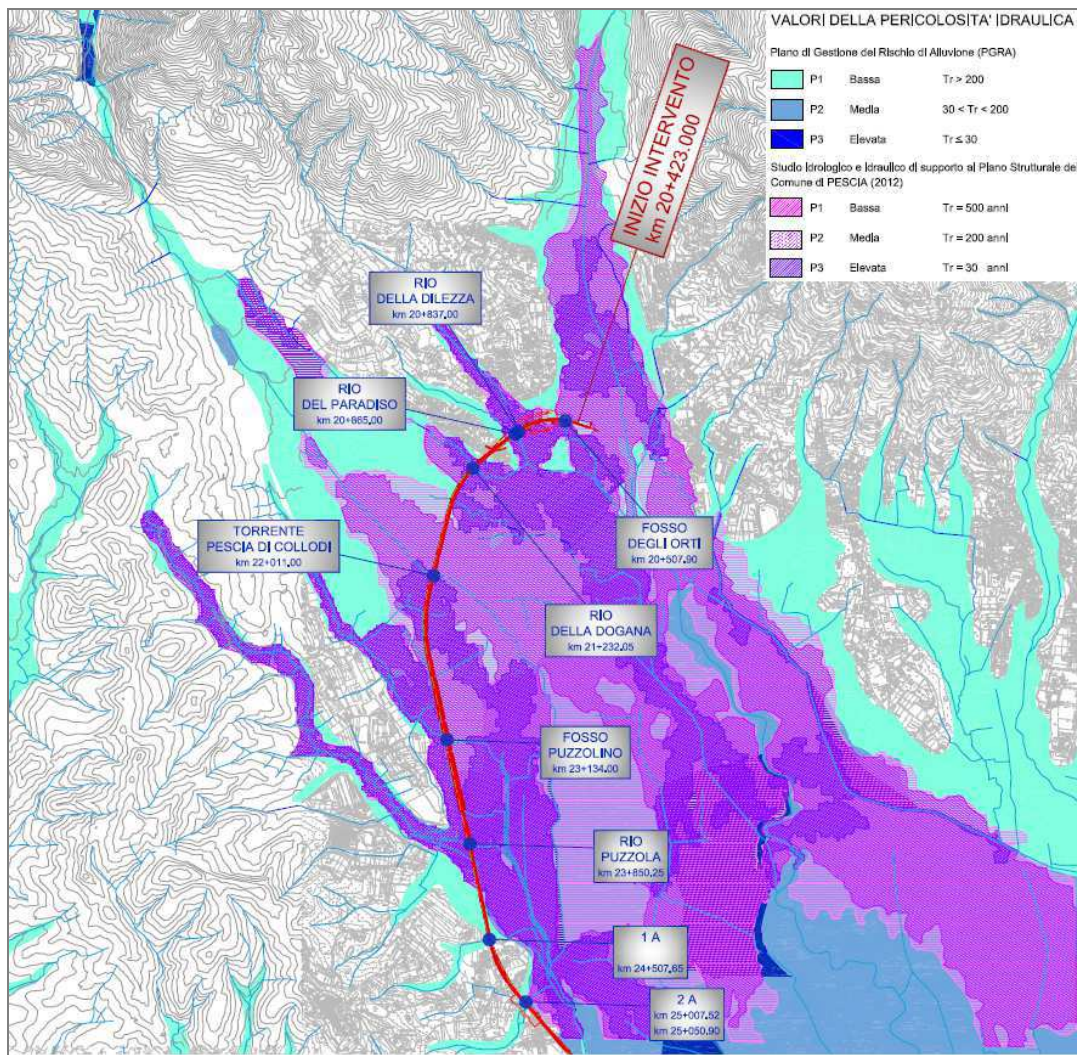 VALORI DELLA PERICOLOSITA' IDRAULICA
Piano di Gestione del Rischio di Alluvione (PGRA)
P1 Bassa Tr > 200
P2 Media 30 < Tr < 200
P3 Elevata Tr ≤ 30
Studio Idrologico e Idraulico di supporto al Piano Strutturale del
Comune di PESCIA (2012)
P1 Bassa Tr = 500 anni
P2 Media Tr = 200 anni
P3 Elevata Tr = 30 anni
INIZIO INTERVENTO
km 20+423.000
RIO
DELLA DILEZZA
km 20+837.00
RIO
DEL PARADISO
km 20+865.00
TORRENTE
PESCIA DI COLLODI
km 22+011.00
FOSSO
DEGLI ORTI
km 20+507.90
RIO
DELLA DOGANA
km 21+232.05
FOSSO
PUZZOLINO
km 23+134.00
RIO
PUZZOLA
km 23+850.25
1 A
km 24+507.65
2 A
km 25+007.52
km 25+050.90